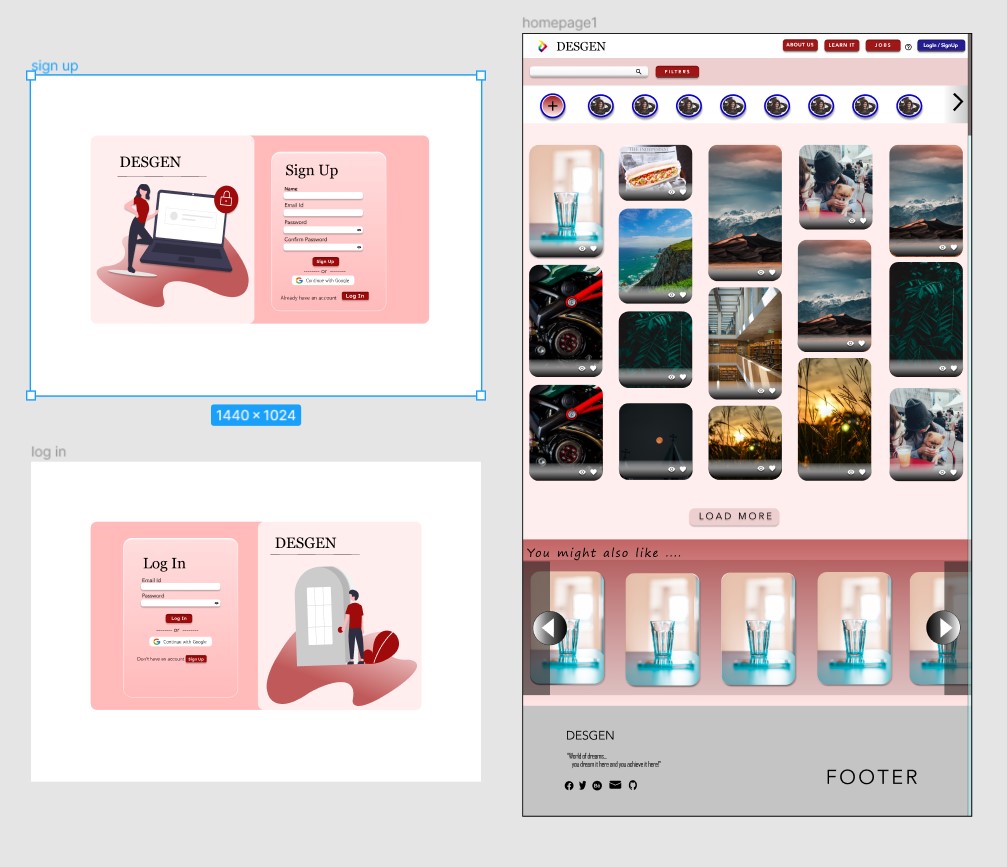 sign up
DESGEN
Sign Up
Name
Email Id
Password
Confirm Password
Sign Up
-------- or --------
Continue with Google
Already have an account
Log In
1440 × 1024
log in
Log In
Email Id
Password
Log In
-------- or --------
Continue with Google
Don't have an account
Sign Up
DESGEN
homepage1
DESGEN
ABOUT US
LEARN IT
JOBS
Login / SignUp
FILTERS
LOAD MORE
You might also like ....
DESGEN
"World of dreams...
you dream it here and you achieve it here!"
FOOTER